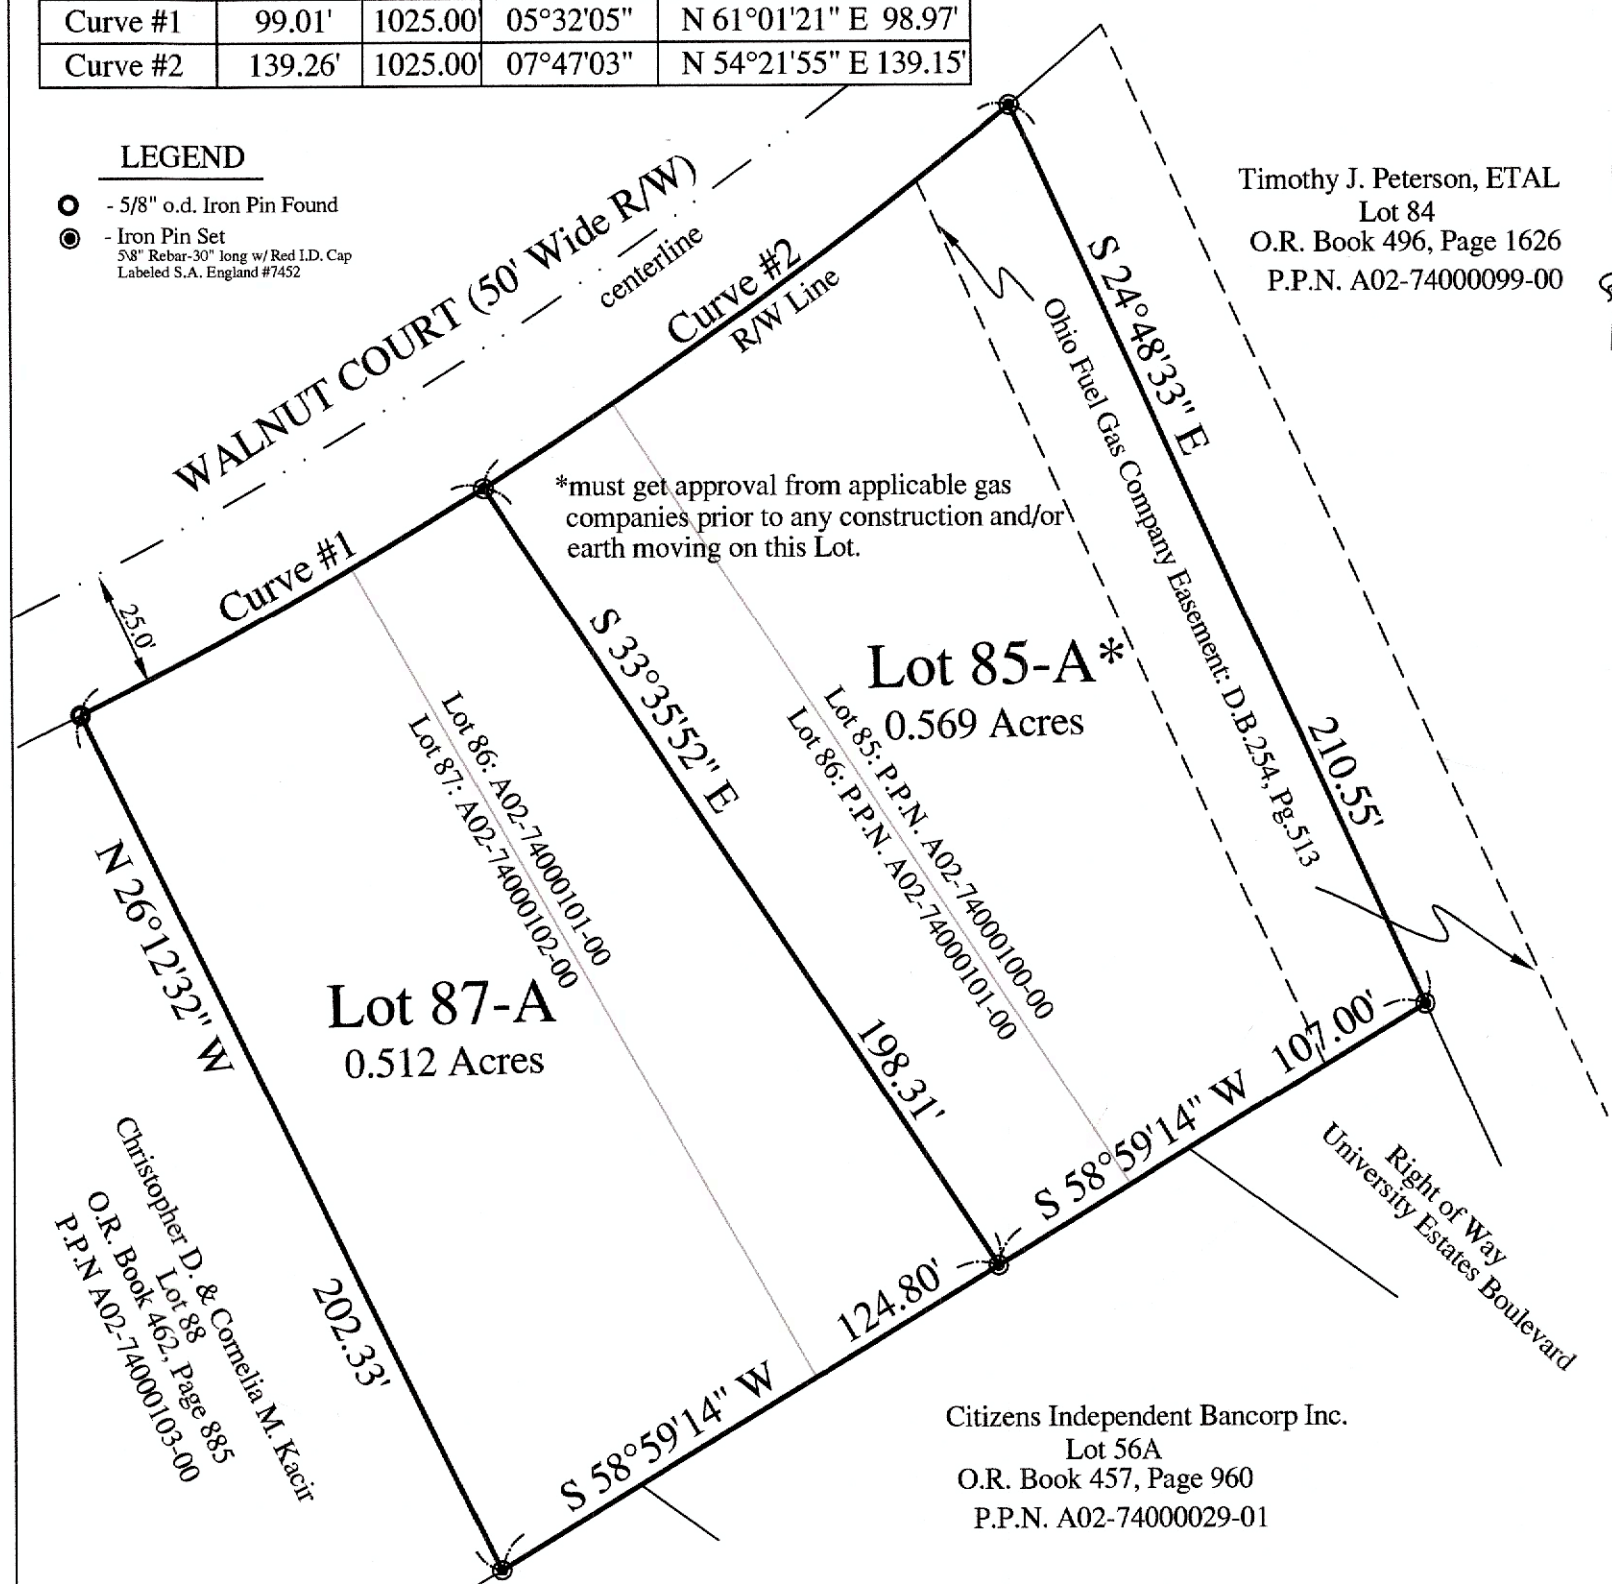 Curve #1 99.01' 1025.00' 05°32'05" N 61°01'21" E 98.97'
Curve #2 139.26' 1025.00' 07°47'03" N 54°21'55" E 139.15'
LEGEND
- 5/8" o.d. Iron Pin Found
- Iron Pin Set
5\8" Rebar-30" long w/ Red I.D. Cap
Labeled S.A. England #7452
WALNUT COURT (50' Wide R/W)
centerline
Curve #2
R/W Line
Timothy J. Peterson, ETAL
Lot 84
O.R. Book 496, Page 1626
P.P.N. A02-74000099-00
S 24°48'33" E
210.55'
Ohio Fuel Gas Company Easement: D.B.254, Pg.513
*must get approval from applicable gas
companies prior to any construction and/or
earth moving on this Lot.
Curve #1
25.0'
S 33°35'52" E
198.31'
Lot 85-A*
0.569 Acres
Lot 85: P.P.N. A02-74000100-00
Lot 86: P.P.N. A02-74000101-00
Lot 86: A02-74000101-00
Lot 87: A02-74000102-00
N 26°12'32" W
202.33'
Lot 87-A
0.512 Acres
S 58°59'14" W 107.00'
Right of Way
University Estates Boulevard
Christopher D. & Cornelia M. Kacir
Lot 88
O.R. Book 462, Page 885
P.P.N A02-74000103-00
S 58°59'14" W 124.80'
Citizens Independent Bancorp Inc.
Lot 56A
O.R. Book 457, Page 960
P.P.N. A02-74000029-01